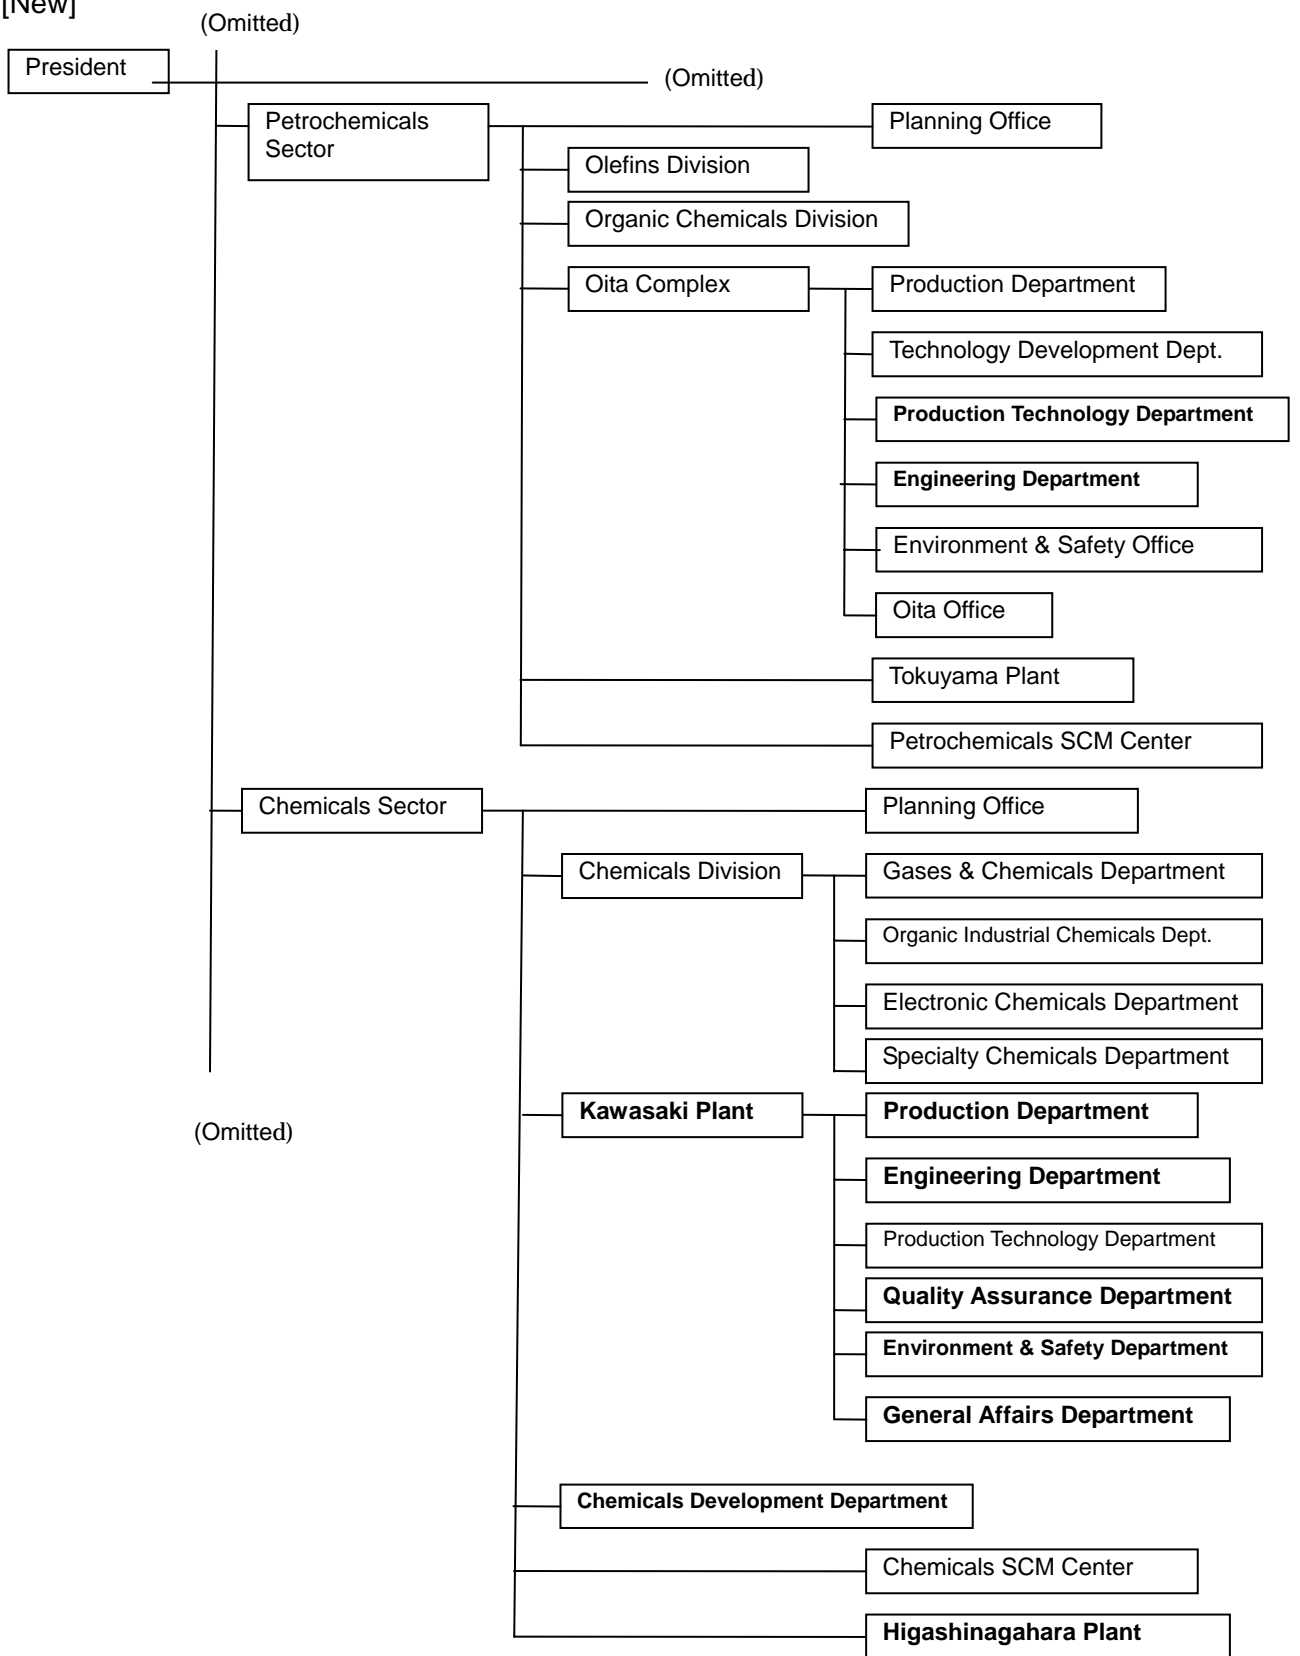 [New]
(Omitted)
President
(Omitted)
Petrochemicals
Sector
Planning Office
Olefins Division
Organic Chemicals Division
Oita Complex
Production Department
Technology Development Dept.
Production Technology Department
Engineering Department
Environment & Safety Office
Oita Office
Tokuyama Plant
Petrochemicals SCM Center
Chemicals Sector
Planning Office
Chemicals Division
Gases & Chemicals Department
Organic Industrial Chemicals Dept.
Electronic Chemicals Department
Specialty Chemicals Department
Kawasaki Plant
Production Department
(Omitted)
Engineering Department
Production Technology Department
Quality Assurance Department
Environment & Safety Department
General Affairs Department
Chemicals Development Department
Chemicals SCM Center
Higashinagahara Plant